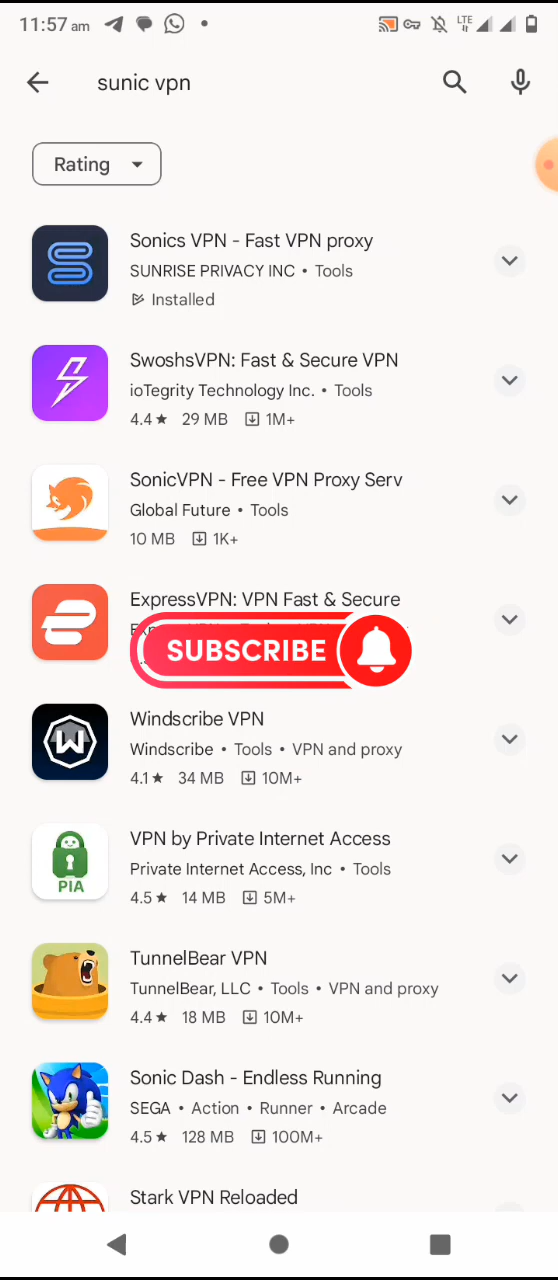 11:57 am
LTE
sunic vpn
Rating
Sonics VPN - Fast VPN proxy
SUNRISE PRIVACY INC • Tools
Installed
SwoshsVPN: Fast & Secure VPN
ioTegrity Technology Inc. • Tools
4.4★ 29 MB 1M+
SonicVPN - Free VPN Proxy Serv
Global Future • Tools
10 MB 1K+
ExpressVPN: VPN Fast & Secure
SUBSCRIBE
Windscribe VPN
Windscribe • Tools • VPN and proxy
4.1★ 34 MB 10M+
VPN by Private Internet Access
Private Internet Access, Inc • Tools
4.5★ 14 MB 5M+
PIA
TunnelBear VPN
TunnelBear, LLC • Tools • VPN and proxy
4.4★ 18 MB 10M+
Sonic Dash - Endless Running
SEGA • Action • Runner • Arcade
4.5★ 128 MB 100M+
Stark VPN Reloaded